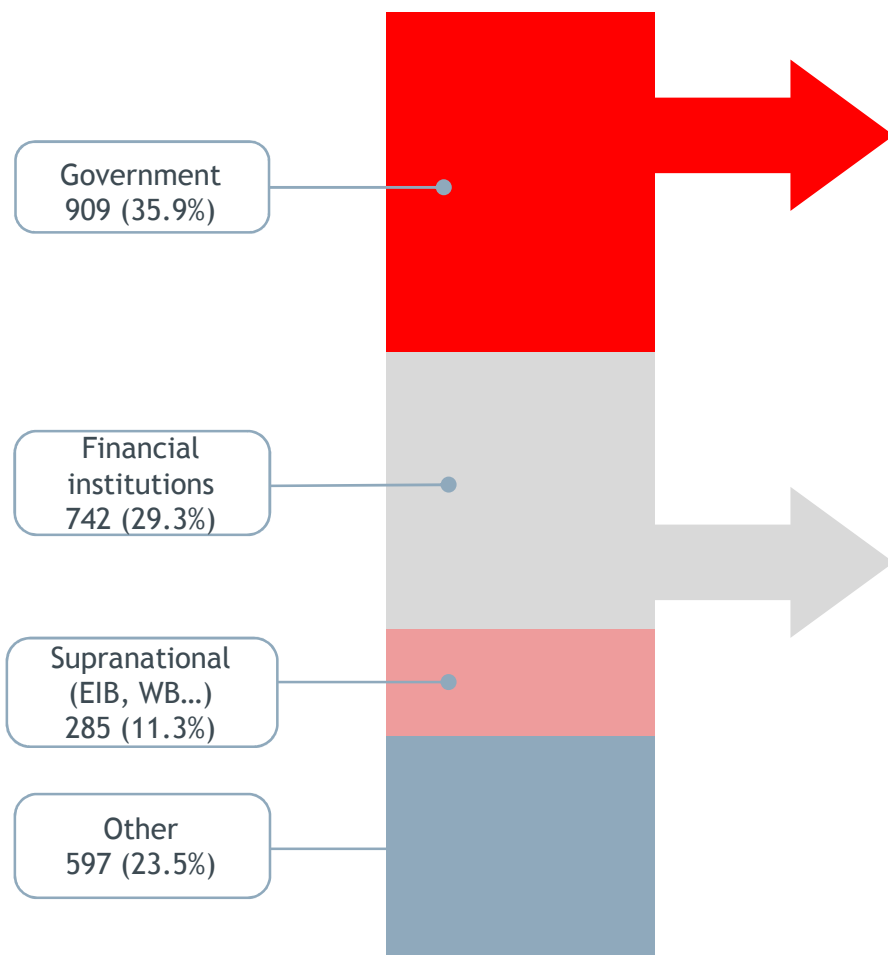 Government
909 (35.9%)
Financial
institutions
742 (29.3%)
Supranational
(EIB, WB…)
285 (11.3%)
Other
597 (23.5%)